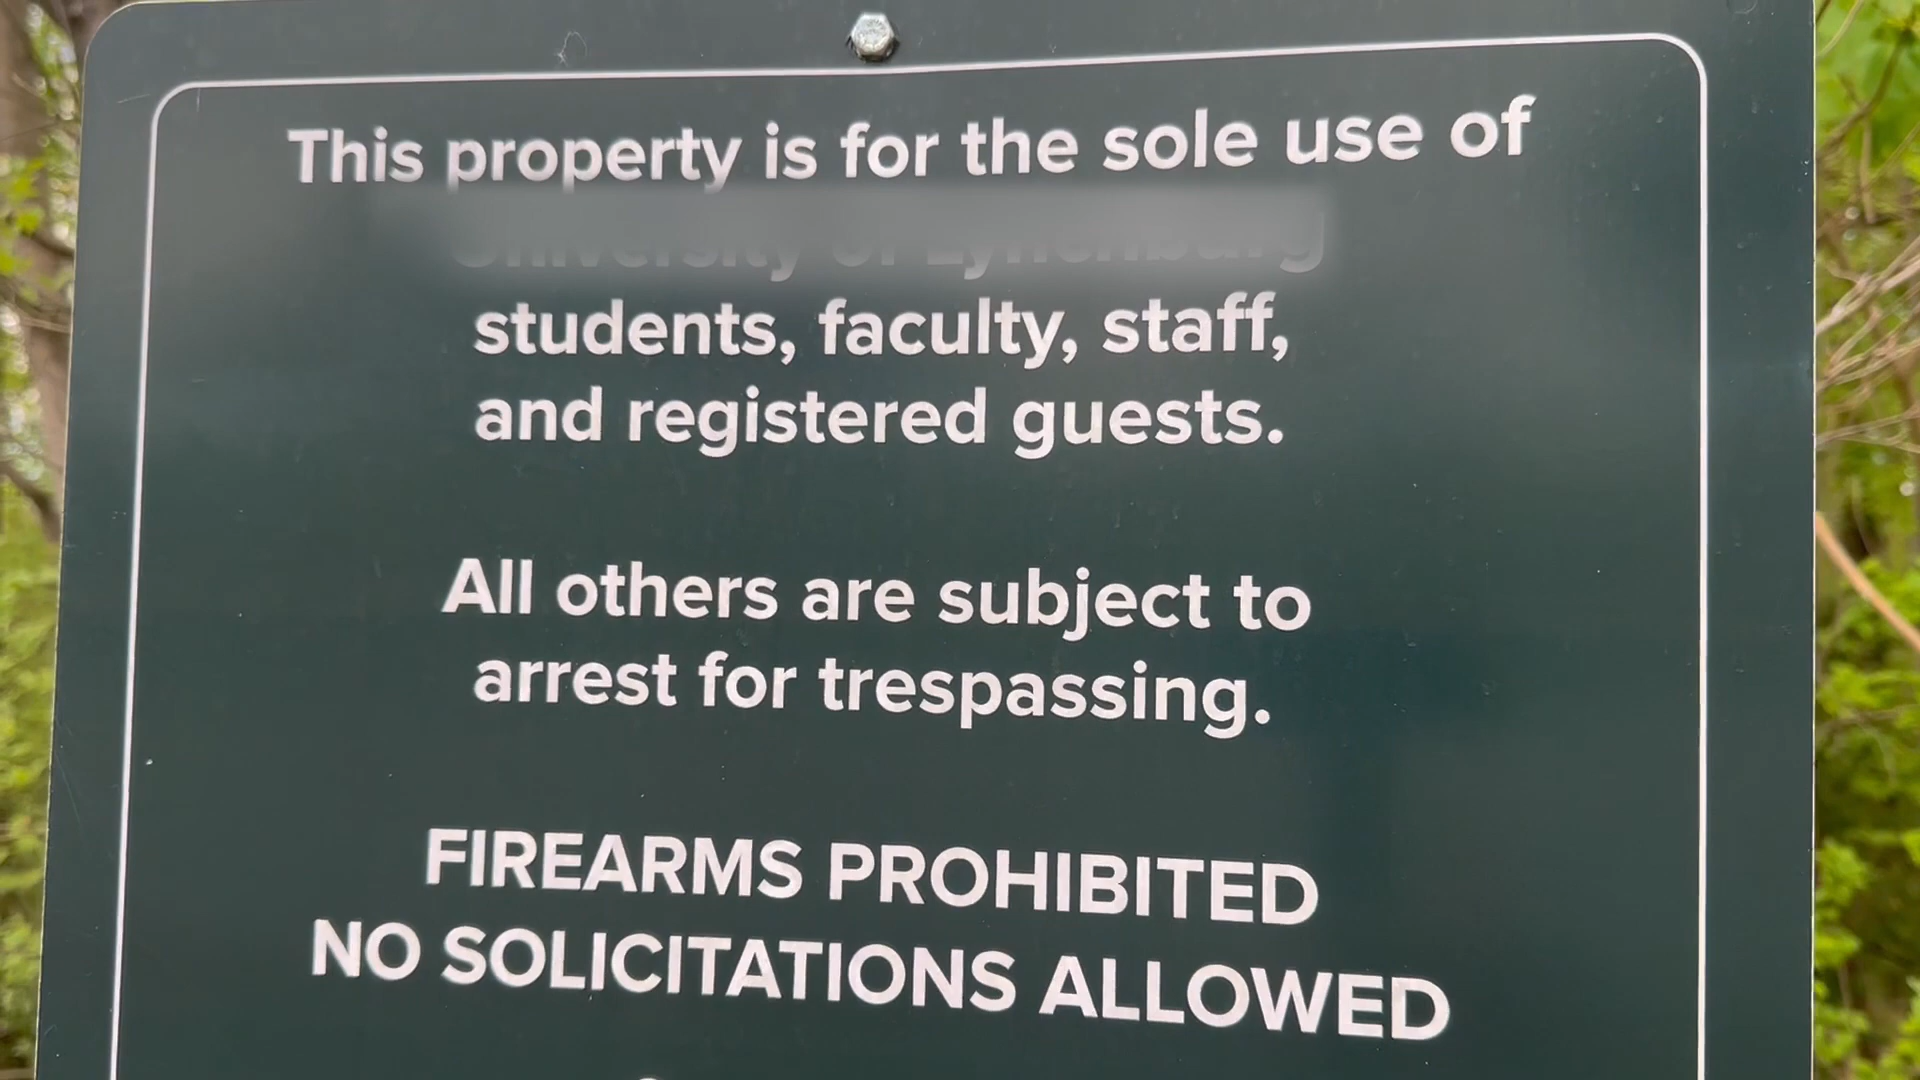 This property is for the sole use of
University of Lynchburg
students, faculty, staff,
and registered guests.
All others are subject to
arrest for trespassing.
FIREARMS PROHIBITED
NO SOLICITATIONS ALLOWED